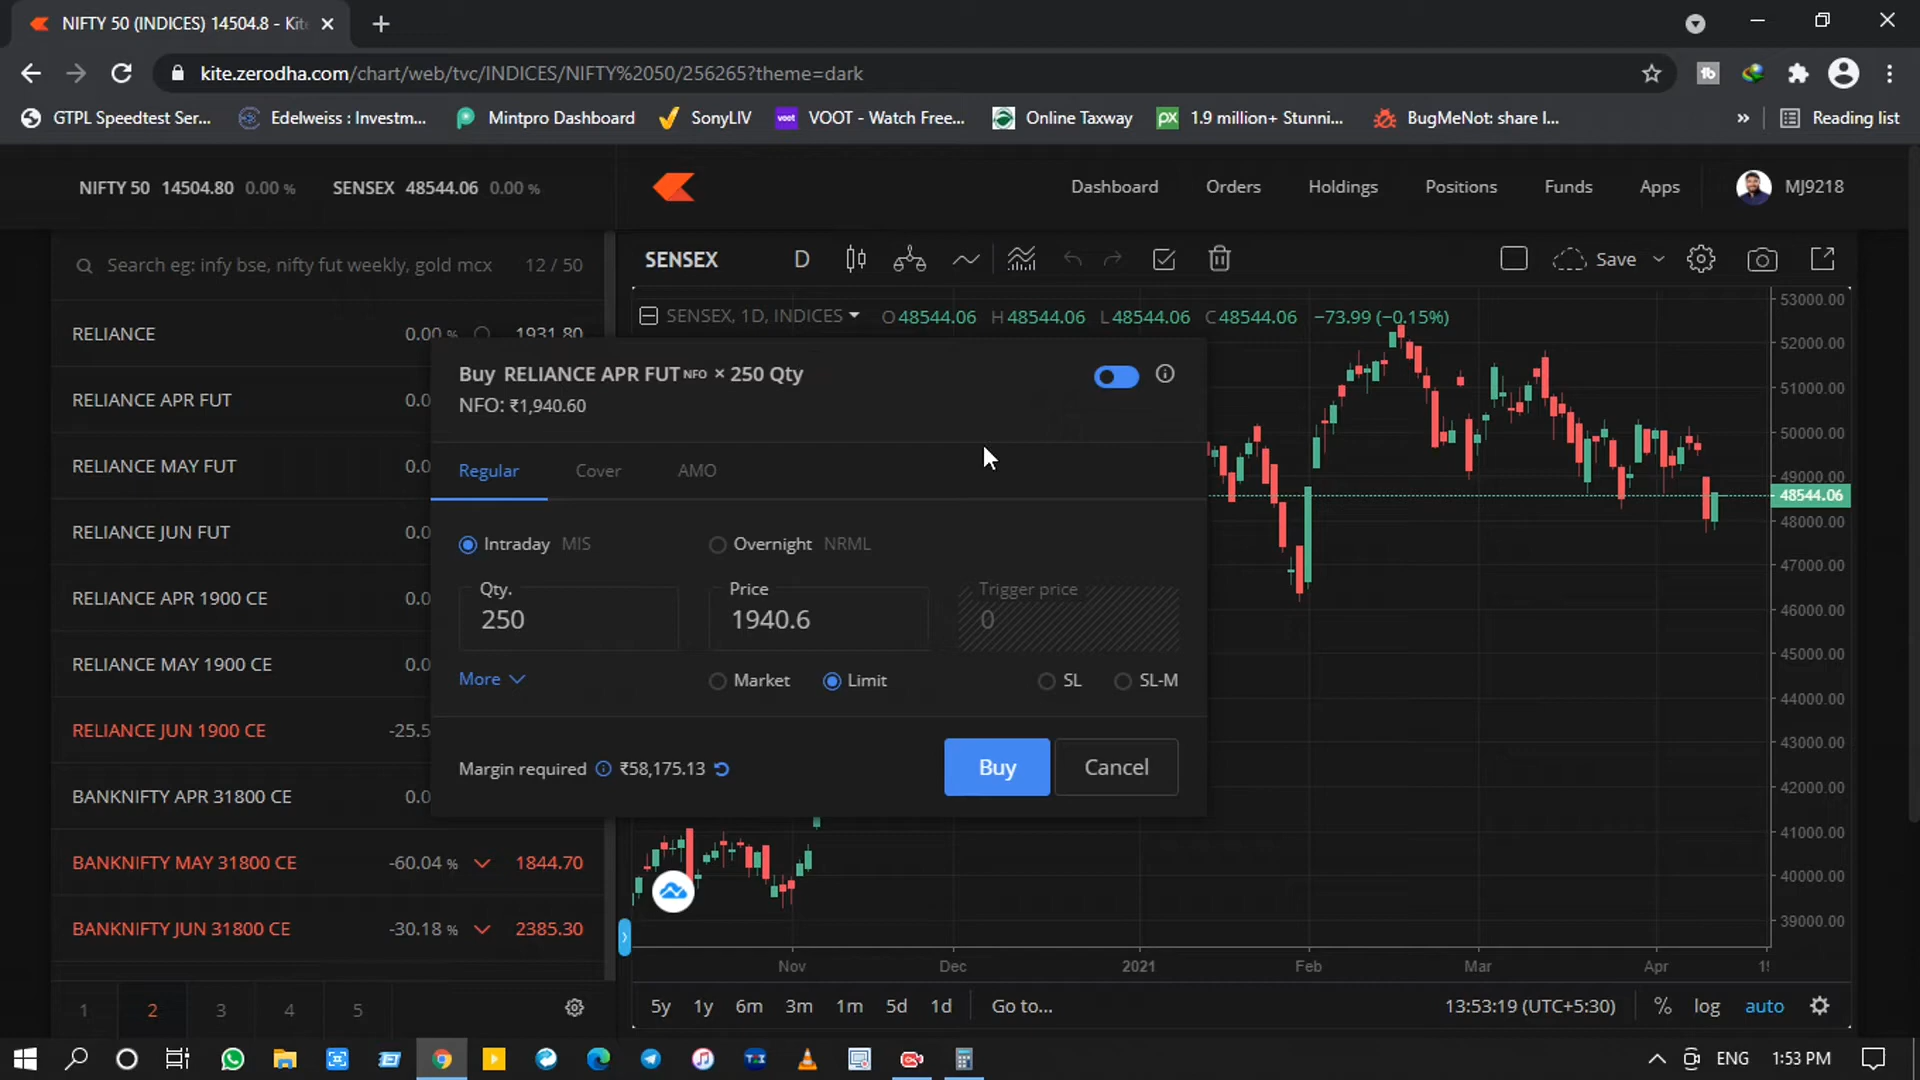 NIFTY 50 (INDICES) 14504.8 - Kite
kite.zerodha.com/chart/web/tvc/INDICES/NIFTY%2050/256265?theme=dark
GTPL Speedtest Ser...
Edelweiss : Investm...
Mintpro Dashboard
SonyLIV
voot
VOOT - Watch Free...
Online Taxway
px
1.9 million+ Stunni...
BugMeNot: share l...
»
Reading list
NIFTY 50 14504.80 0.00 %
SENSEX 48544.06 0.00 %
Dashboard
Orders
Holdings
Positions
Funds
Apps
MJ9218
Search eg: infy bse, nifty fut weekly, gold mcx
12 / 50
SENSEX
D
Save
SENSEX, 1D, INDICES
O48544.06 H48544.06 L48544.06 C48544.06 −73.99 (−0.15%)
RELIANCE 0.00 % 1931.80
RELIANCE APR FUT 0.0
RELIANCE MAY FUT 0.0
RELIANCE JUN FUT 0.0
RELIANCE APR 1900 CE 0.0
RELIANCE MAY 1900 CE 0.0
RELIANCE JUN 1900 CE -25.5
BANKNIFTY APR 31800 CE 0.0
BANKNIFTY MAY 31800 CE -60.04 % 1844.70
BANKNIFTY JUN 31800 CE -30.18 % 2385.30
1 2 3 4 5
Buy RELIANCE APR FUT NFO × 250 Qty
NFO: ₹1,940.60
Regular
Cover
AMO
Intraday MIS
Overnight NRML
Qty.
250
Price
1940.6
Trigger price
0
More
Market
Limit
SL
SL-M
Margin required ₹58,175.13
Buy
Cancel
53000.00
52000.00
51000.00
50000.00
49000.00
48544.06
48000.00
47000.00
46000.00
45000.00
44000.00
43000.00
42000.00
41000.00
40000.00
39000.00
Nov Dec 2021 Feb Mar Apr
5y 1y 6m 3m 1m 5d 1d Go to...
13:53:19 (UTC+5:30) % log auto
ENG 1:53 PM